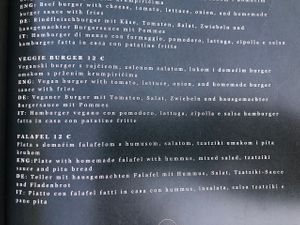 ENG: Beef burger with cheese, tomato, lettuce, onion, and homemade
burger sauce with fries
DE: Rindfleischburger mit Käse, Tomaten, Salat, Zwiebeln und
hausgemachter Burgersauce mit Pommes
IT: Hamburger di manzo con formaggio, pomodoro, lattuga, cipolla e salsa
hamburger fatta in casa con patatine fritte
VEGGIE BURGER 12 €
Veganski burger s rajčicom, zelenom salatom, lukom i domaćim burger
umakom s prženim krumpirićima
ENG: Vegan burger with tomato, lettuce, onion, and homemade burger
sauce with fries
DE: Veganer Burger mit Tomaten, Salat, Zwiebeln und hausgemachter
Burgersauce mit Pommes
IT: Hamburger vegano con pomodoro, lattuga, cipolla e salsa hamburger
fatta in casa con patatine fritte
FALAFEL 12 €
Plata s domaćim falafelom s humusom, salatom, tzatziki umakom i pita
kruhom
ENG:Plate with homemade falafel with hummus, mixed salad, tzatziki
sauce and pita bread
DE: Teller mit hausgemachten Falafel mit Hummus, Salat, Tzatziki-Sauce
und Fladenbrot
IT: Piatto con falafel fatti in casa con hummus, insalata, salsa tzatziki e
pane pita